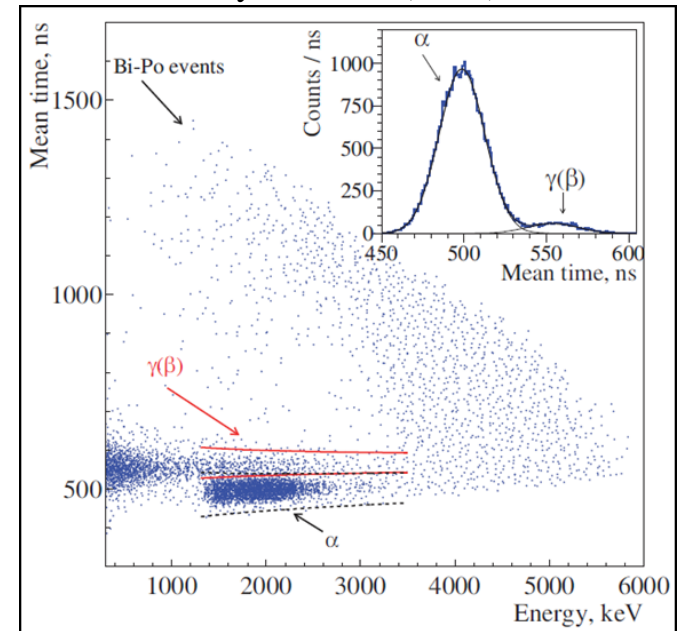 Mean time, ns
1500
1000
500
1000
2000
3000
4000
5000
6000
Energy, keV
Bi-Po events
γ(β)
α
Counts / ns
1000
750
500
250
0
450
500
550
600
Mean time, ns
α
γ(β)